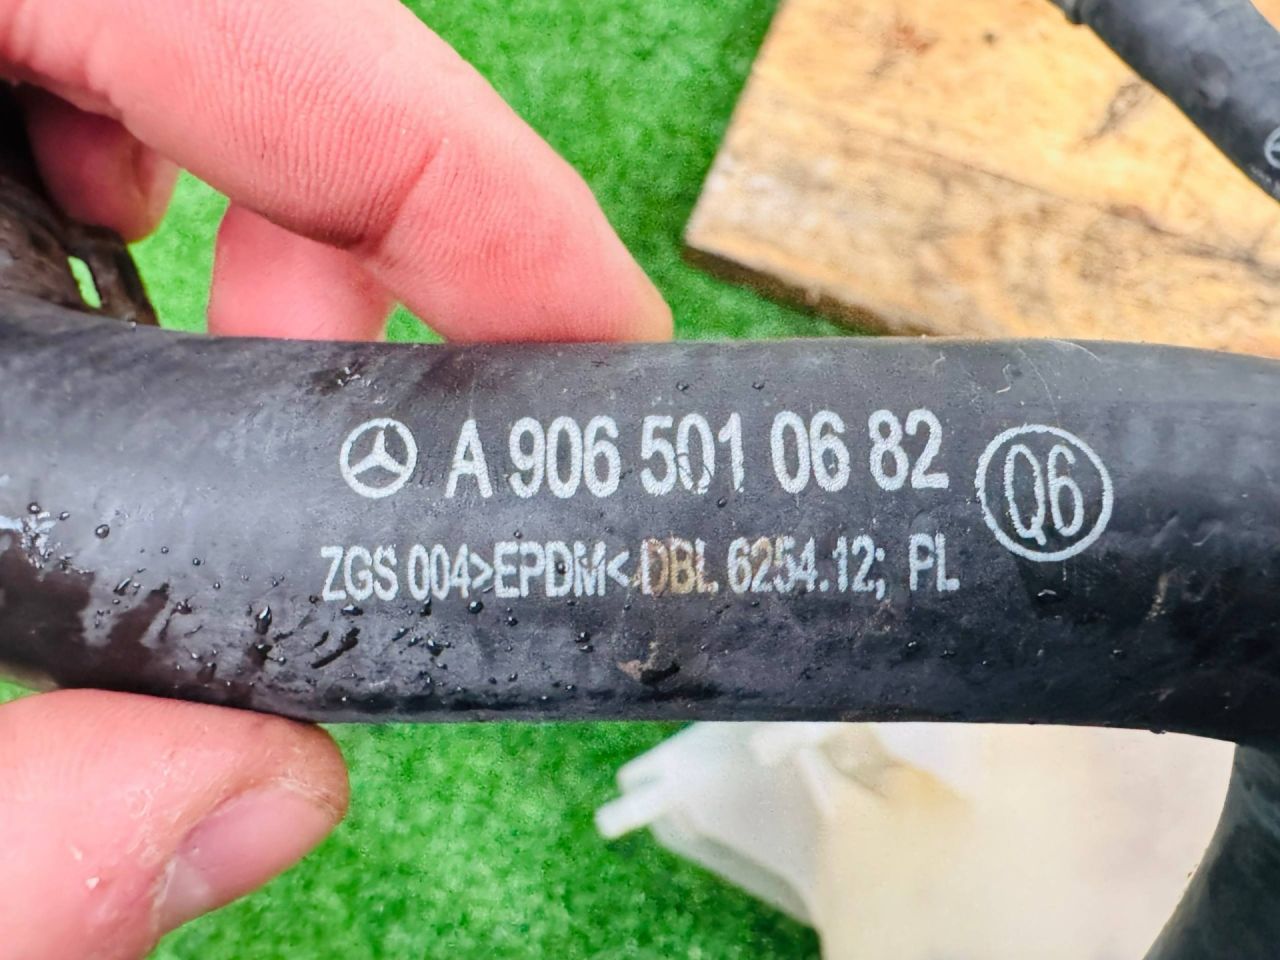 A 906 501 06 82 Q6
ZGS 004>EPDM< DBL 6254.12; PL